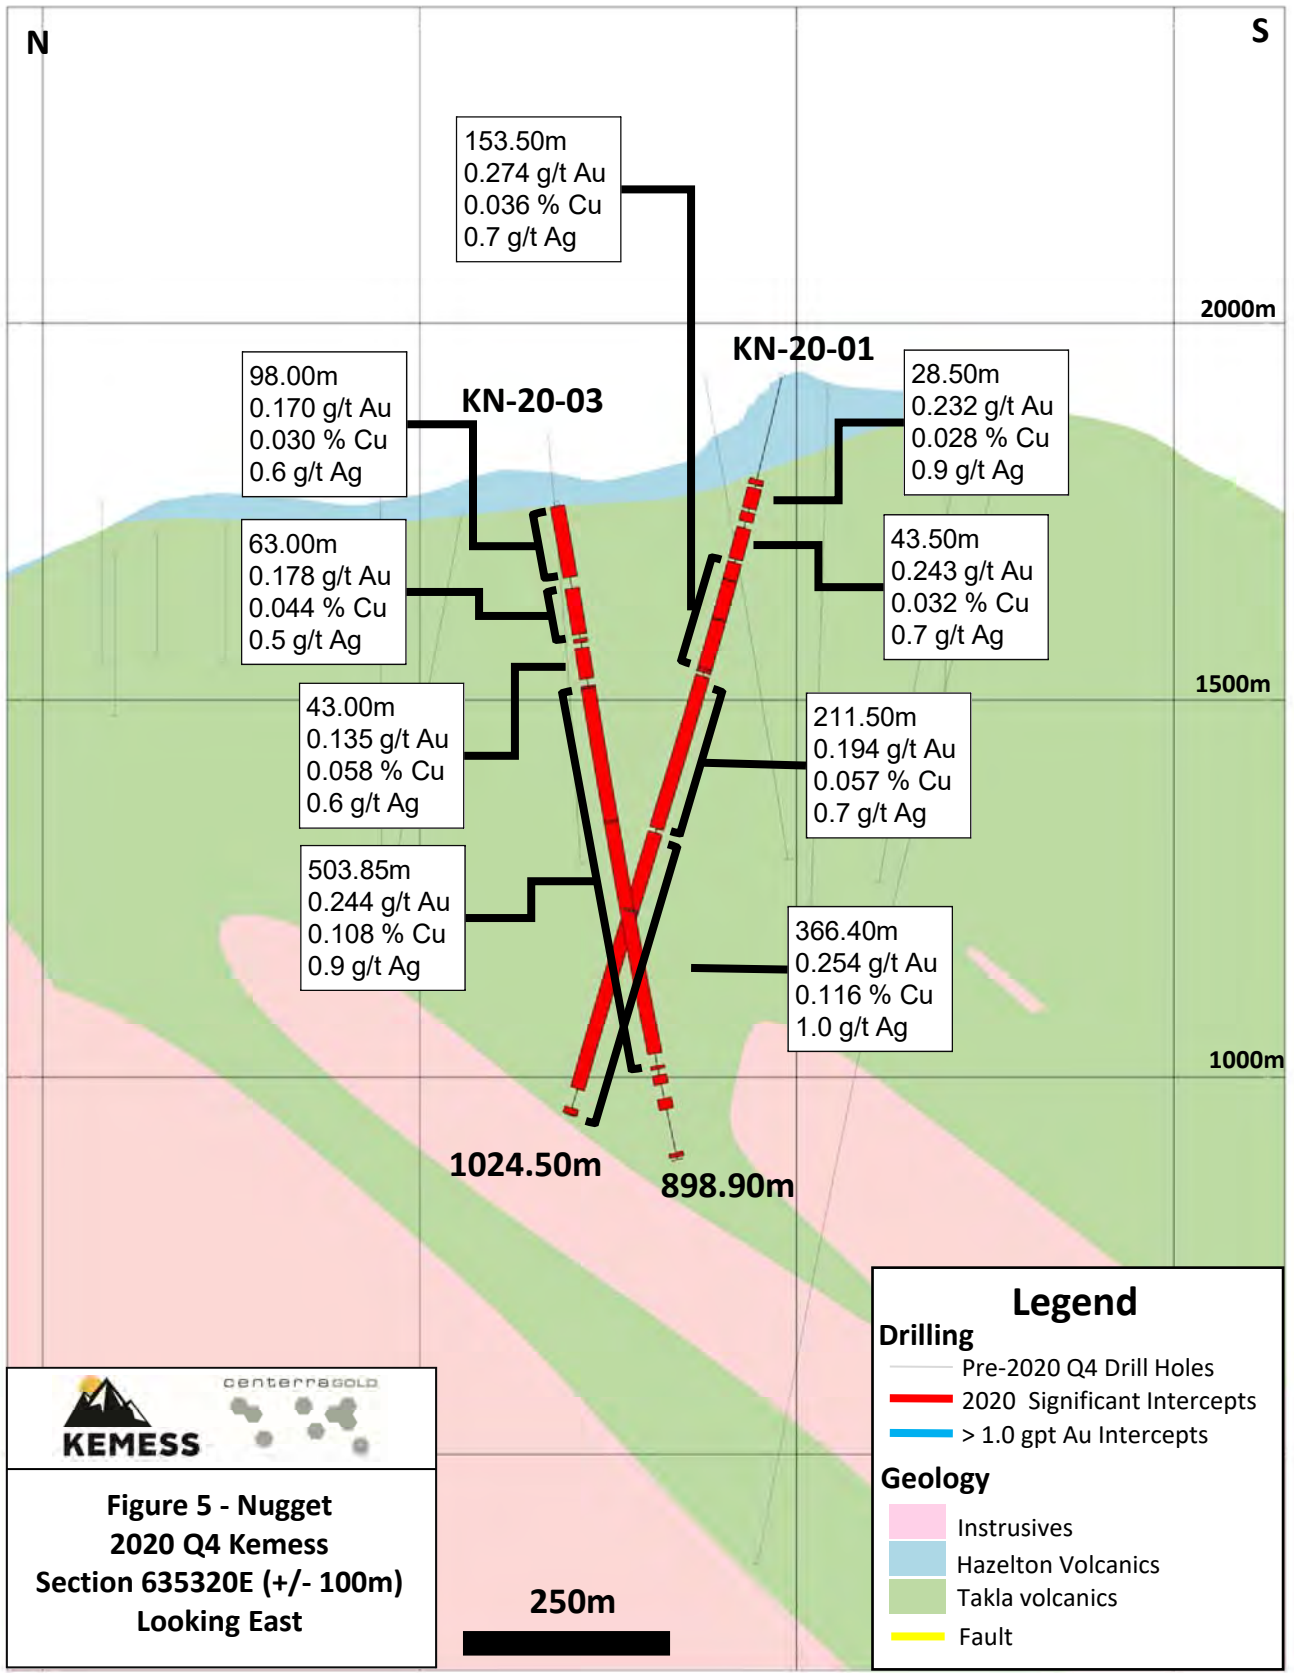 N
S
153.50m
0.274 g/t Au
0.036 % Cu
0.7 g/t Ag
2000m
KN-20-01
KN-20-03
98.00m
0.170 g/t Au
0.030 % Cu
0.6 g/t Ag
28.50m
0.232 g/t Au
0.028 % Cu
0.9 g/t Ag
63.00m
0.178 g/t Au
0.044 % Cu
0.5 g/t Ag
43.50m
0.243 g/t Au
0.032 % Cu
0.7 g/t Ag
1500m
43.00m
0.135 g/t Au
0.058 % Cu
0.6 g/t Ag
211.50m
0.194 g/t Au
0.057 % Cu
0.7 g/t Ag
503.85m
0.244 g/t Au
0.108 % Cu
0.9 g/t Ag
366.40m
0.254 g/t Au
0.116 % Cu
1.0 g/t Ag
1000m
1024.50m
898.90m
Legend
Drilling
Pre-2020 Q4 Drill Holes
2020 Significant Intercepts
> 1.0 gpt Au Intercepts
Geology
Instrusives
Hazelton Volcanics
Takla volcanics
Fault
KEMESS
centerraGOLD
Figure 5 - Nugget
2020 Q4 Kemess
Section 635320E (+/- 100m)
Looking East
250m